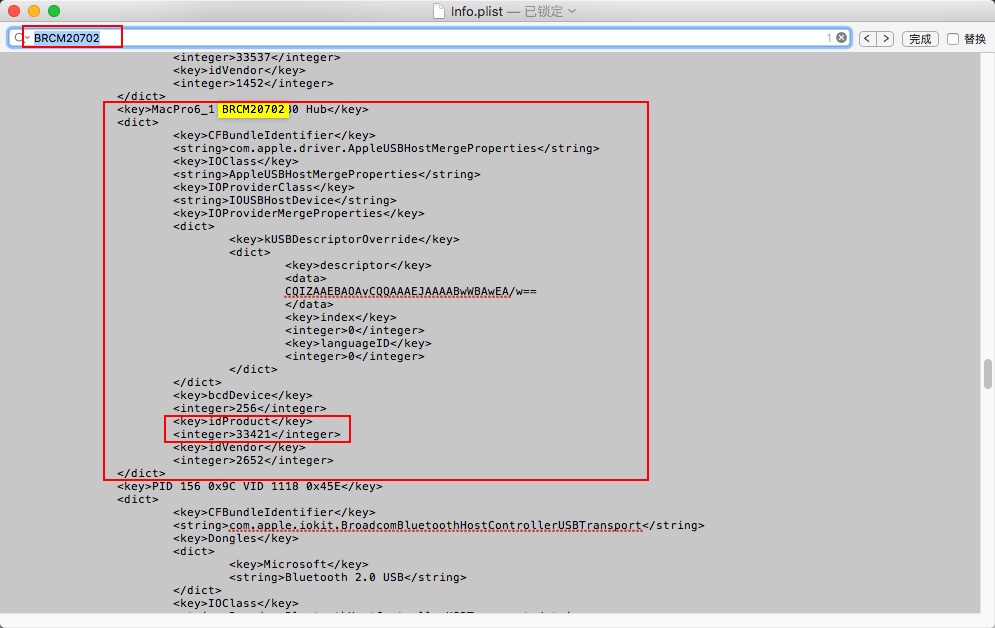 Info.plist — 已锁定
BRCM20702
1
完成
替换
<integer>33537</integer>
<key>idVendor</key>
<integer>1452</integer>
</dict>
<key>MacPro6_1 BRCM20702 30 Hub</key>
<dict>
<key>CFBundleIdentifier</key>
<string>com.apple.driver.AppleUSBHostMergeProperties</string>
<key>IOClass</key>
<string>AppleUSBHostMergeProperties</string>
<key>IOProviderClass</key>
<string>IOUSBHostDevice</string>
<key>IOProviderMergeProperties</key>
<dict>
<key>kUSBDescriptorOverride</key>
<dict>
<key>descriptor</key>
<data>
CQIZAAEBAOAvCQQAAAEJAAAABwWBAwEA/w==
</data>
<key>index</key>
<integer>0</integer>
<key>languageID</key>
<integer>0</integer>
</dict>
</dict>
<key>bcdDevice</key>
<integer>256</integer>
<key>idProduct</key>
<integer>33421</integer>
<key>idVendor</key>
<integer>2652</integer>
</dict>
<key>PID 156 0x9C VID 1118 0x45E</key>
<dict>
<key>CFBundleIdentifier</key>
<string>com.apple.iokit.BroadcomBluetoothHostControllerUSBTransport</string>
<key>Dongles</key>
<dict>
<key>Microsoft</key>
<string>Bluetooth 2.0 USB</string>
</dict>
<key>IOClass</key>